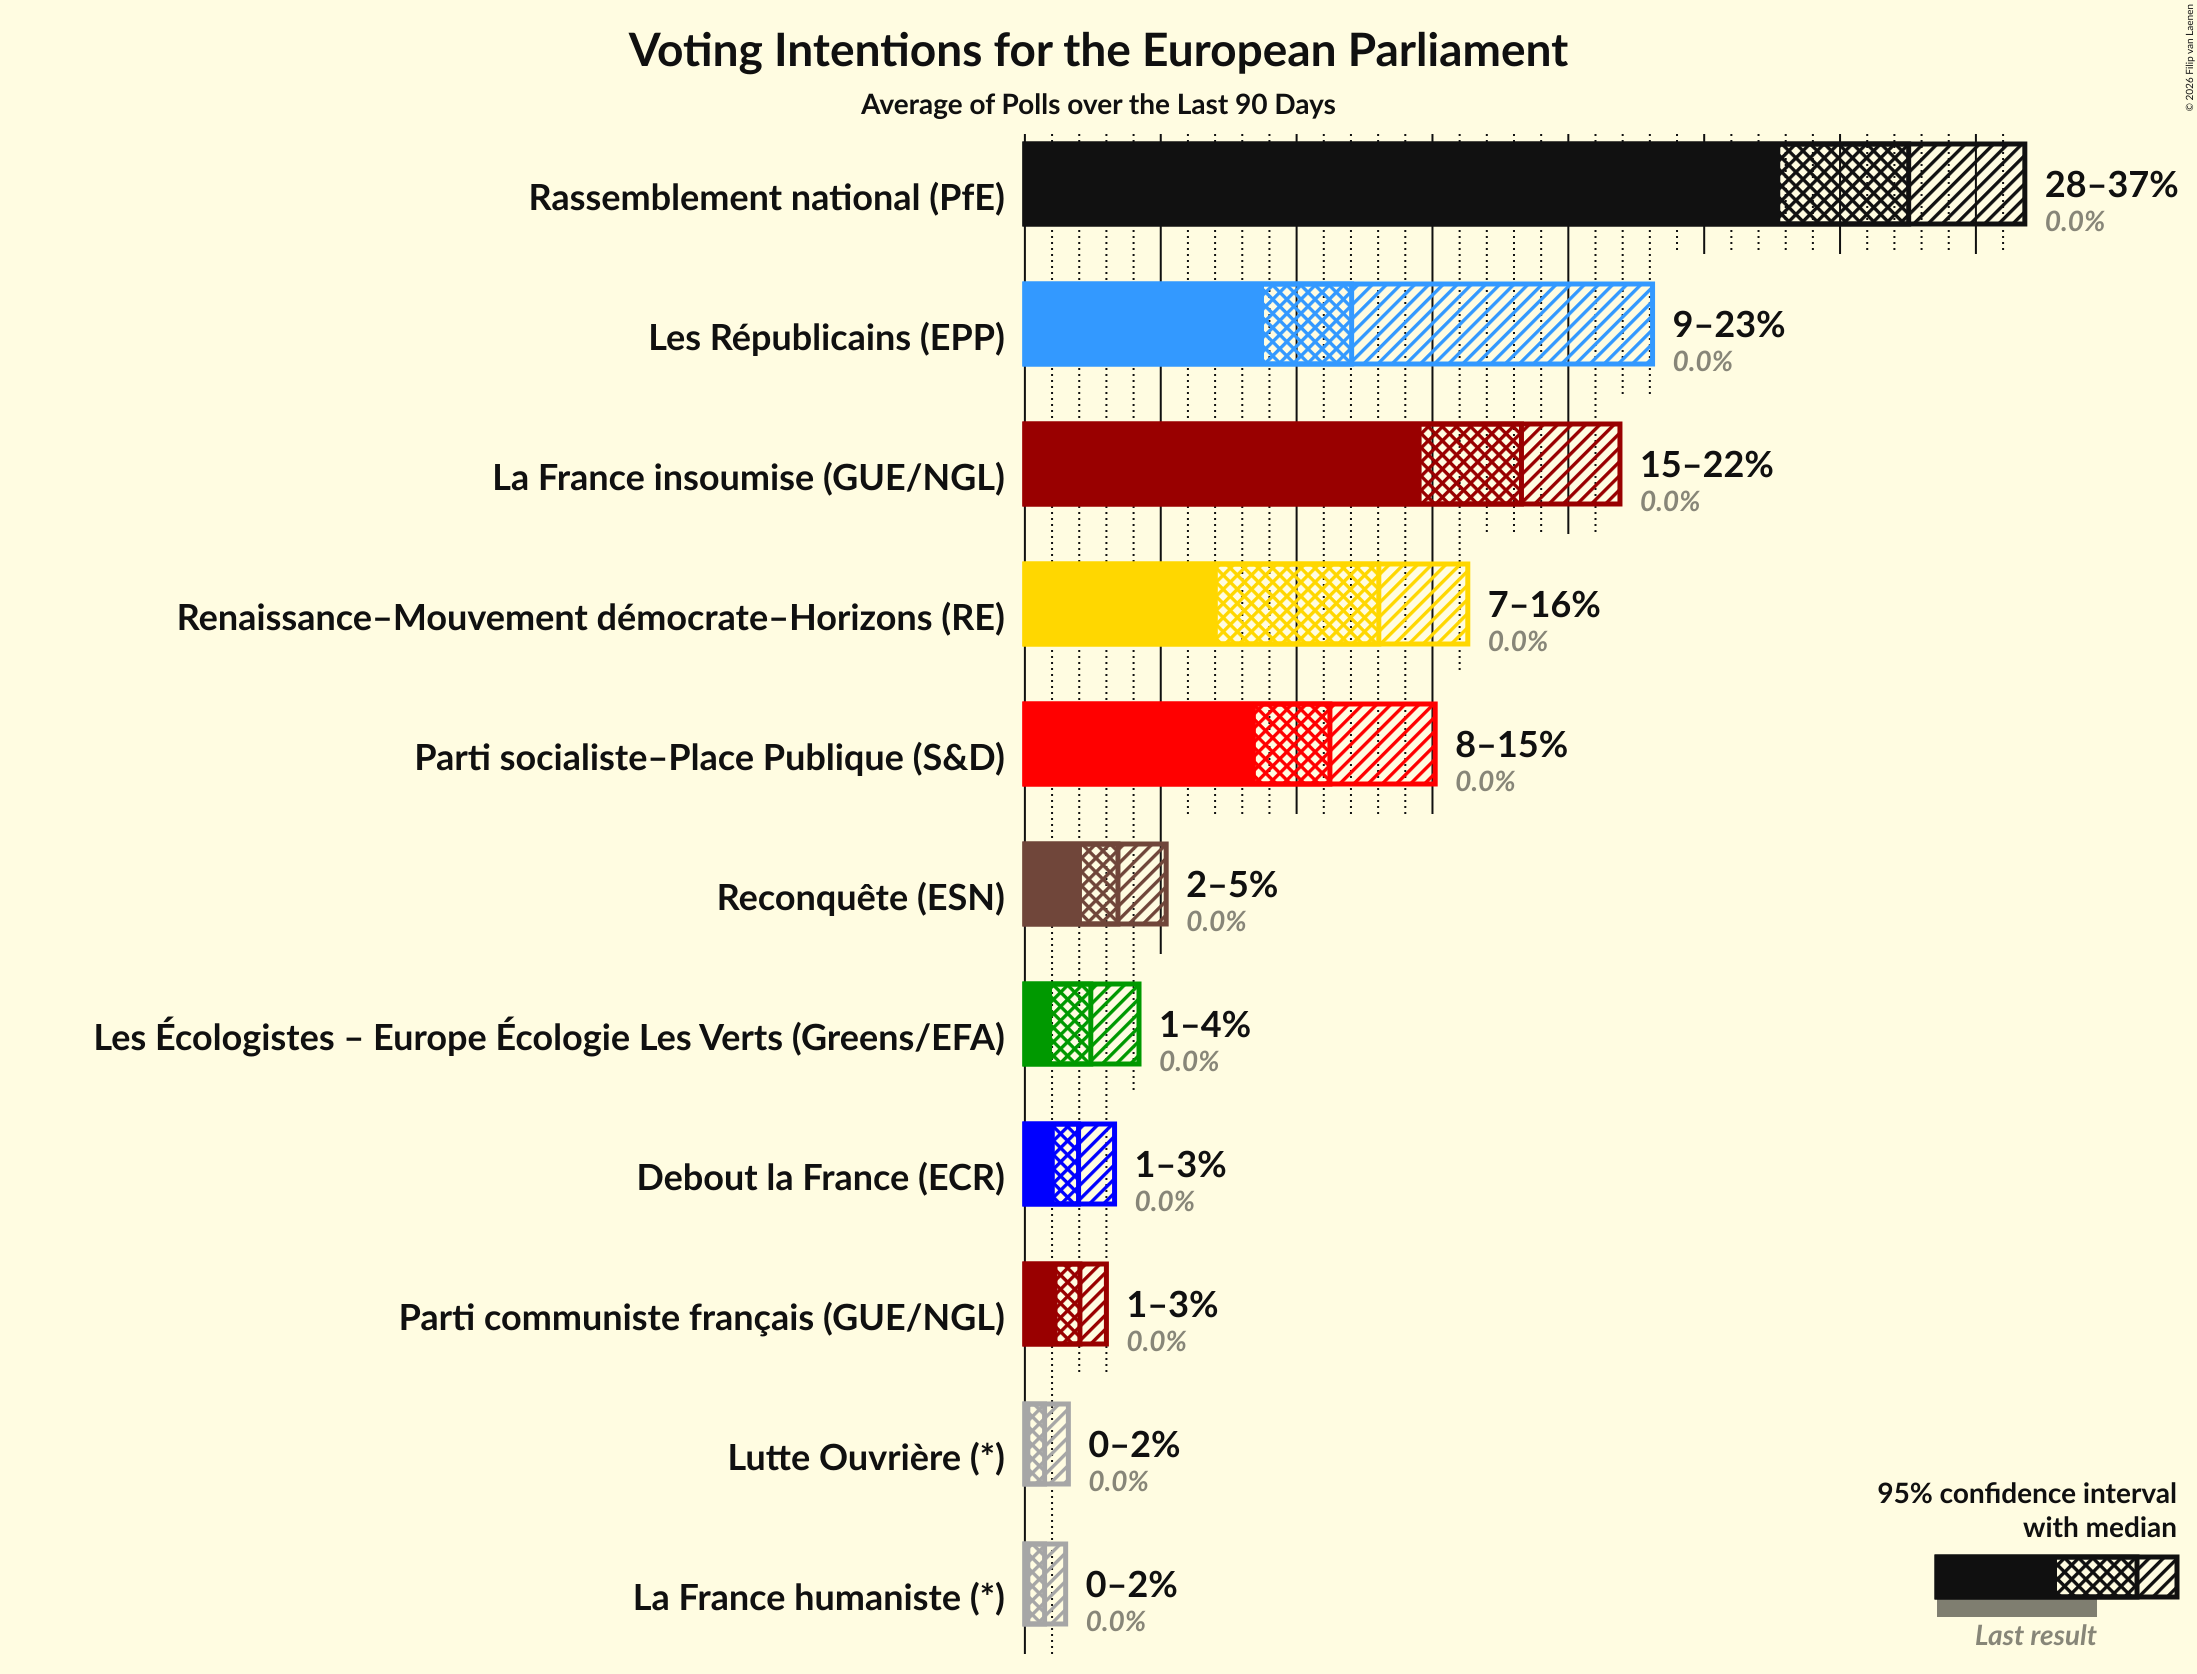 Voting Intentions for the European Parliament
Average of Polls over the Last 90 Days
© 2026 Filip van Laenen
Rassemblement national (PfE)
28–37%
0.0%
Les Républicains (EPP)
9–23%
0.0%
La France insoumise (GUE/NGL)
15–22%
0.0%
Renaissance–Mouvement démocrate–Horizons (RE)
7–16%
0.0%
Parti socialiste–Place Publique (S&D)
8–15%
0.0%
Reconquête (ESN)
2–5%
0.0%
Les Écologistes – Europe Écologie Les Verts (Greens/EFA)
1–4%
0.0%
Debout la France (ECR)
1–3%
0.0%
Parti communiste français (GUE/NGL)
1–3%
0.0%
Lutte Ouvrière (*)
0–2%
0.0%
La France humaniste (*)
0–2%
0.0%
95% confidence interval
with median
Last result